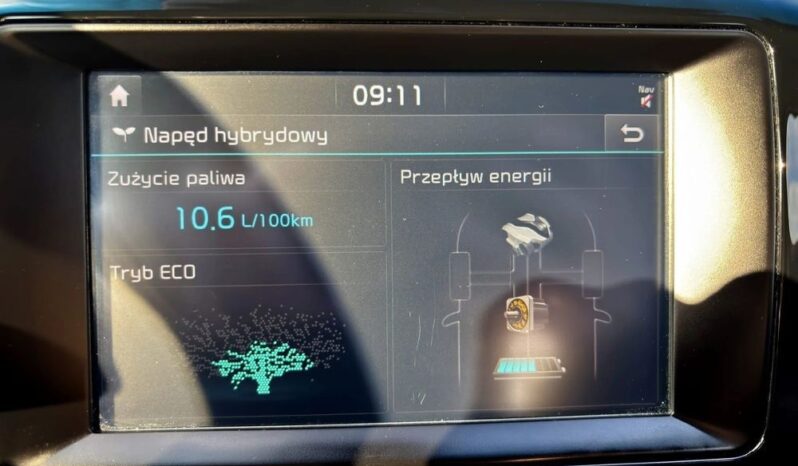 09:11
Nav
Napęd hybrydowy
Zużycie paliwa
10.6 L/100km
Przepływ energii
Tryb ECO